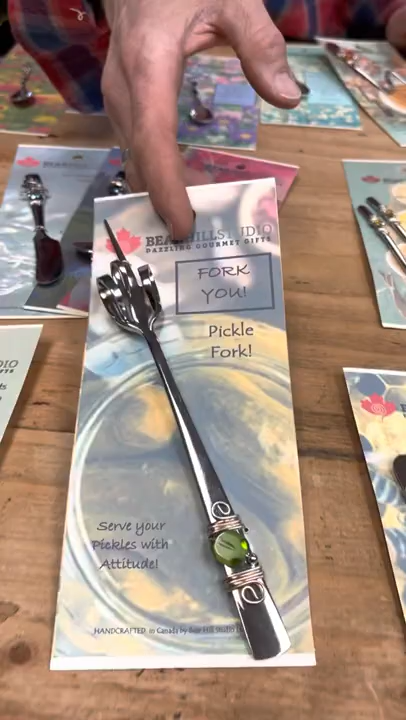 BEAR HILL STUDIO
DAZZLING GOURMET GIFTS
FORK
YOU!
Pickle
Fork!
Serve your
Pickles with
Attitude!
HANDCRAFTED in Canada by Bear Hill Studio